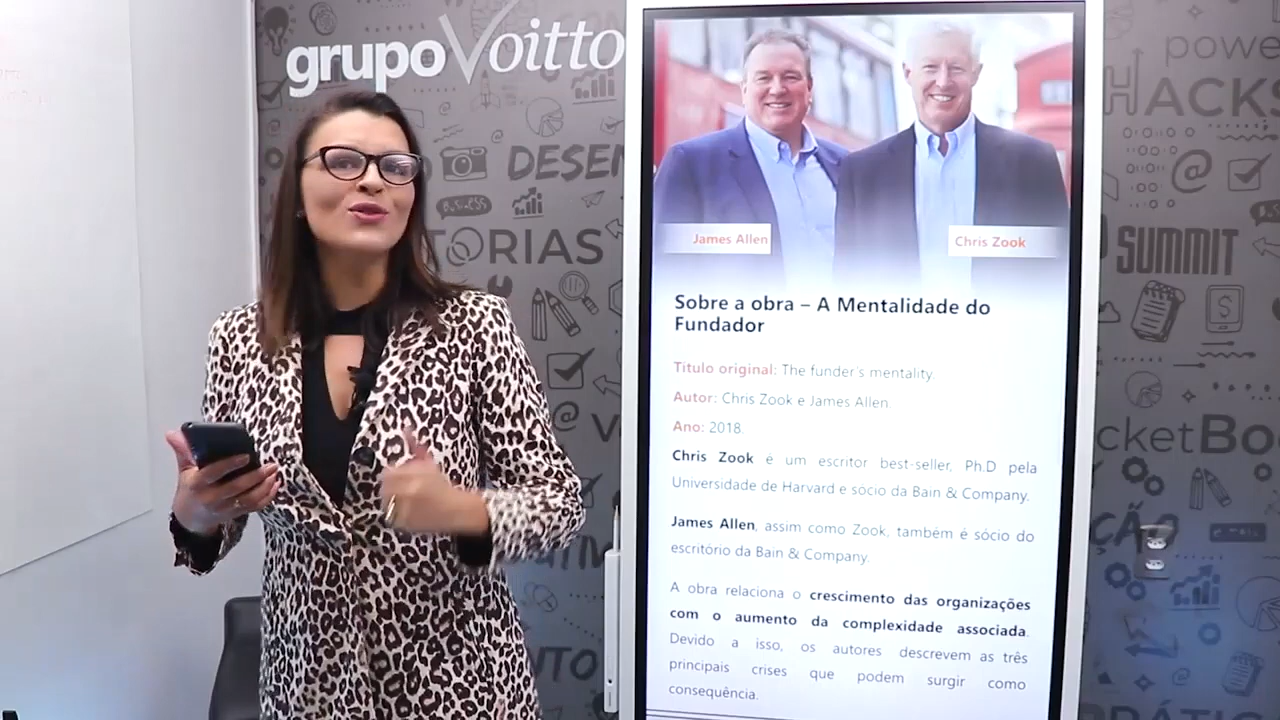 grupoVoitto
DESEN
TORIAS
BUSINESS
powe
HACKS
SUMMIT
cketBo
James Allen
Chris Zook
Sobre a obra – A Mentalidade do
Fundador
Título original: The funder's mentality.
Autor: Chris Zook e James Allen.
Ano: 2018.
Chris Zook é um escritor best-seller, Ph.D pela
Universidade de Harvard e sócio da Bain & Company.
James Allen, assim como Zook, também é sócio do
escritório da Bain & Company.
A obra relaciona o crescimento das organizações
com o aumento da complexidade associada.
Devido a isso, os autores descrevem as três
principais crises que podem surgir como
consequência.